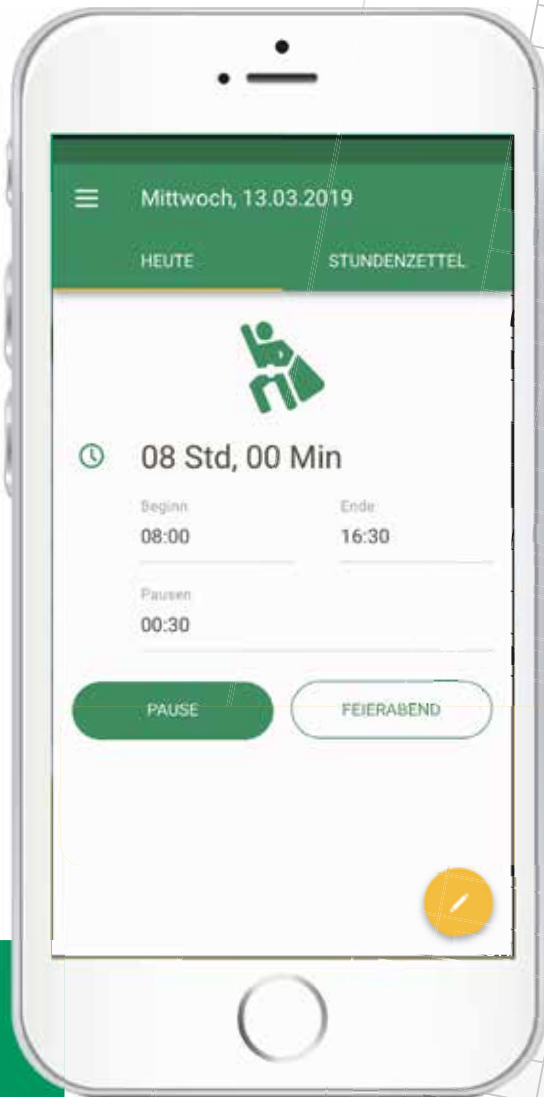 Mittwoch, 13.03.2019
HEUTE STUNDENZETTEL
08 Std, 00 Min
Beginn Ende
08:00 16:30
Pausen
00:30
PAUSE FEIERABEND